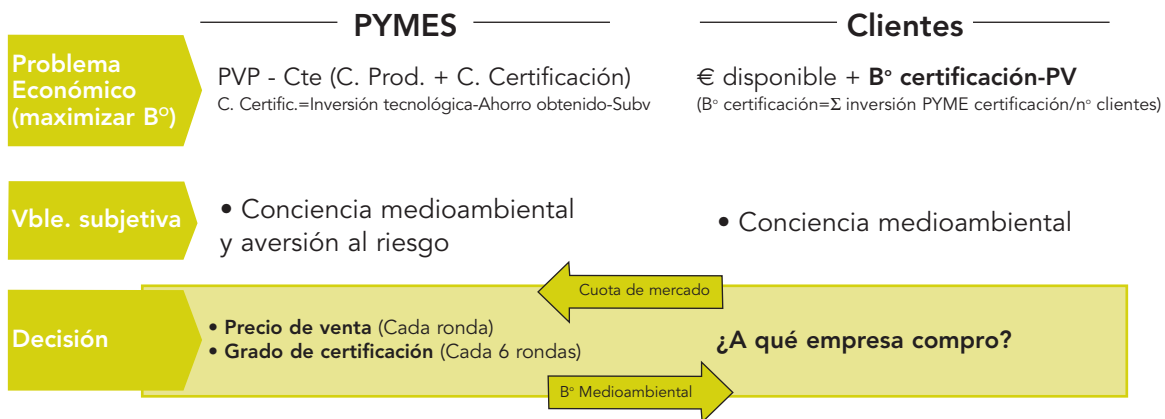 PYMES
Clientes
Problema
Económico
(maximizar Bº)
PVP - Cte (C. Prod. + C. Certificación)
C. Certific.=Inversión tecnológica-Ahorro obtenido-Subv
€ disponible + Bº certificación-PV
(Bº certificación=Σ inversión PYME certificación/nº clientes)
Vble. subjetiva
• Conciencia medioambiental
y aversión al riesgo
• Conciencia medioambiental
Cuota de mercado
Decisión
• Precio de venta (Cada ronda)
• Grado de certificación (Cada 6 rondas)
¿A qué empresa compro?
Bº Medioambiental